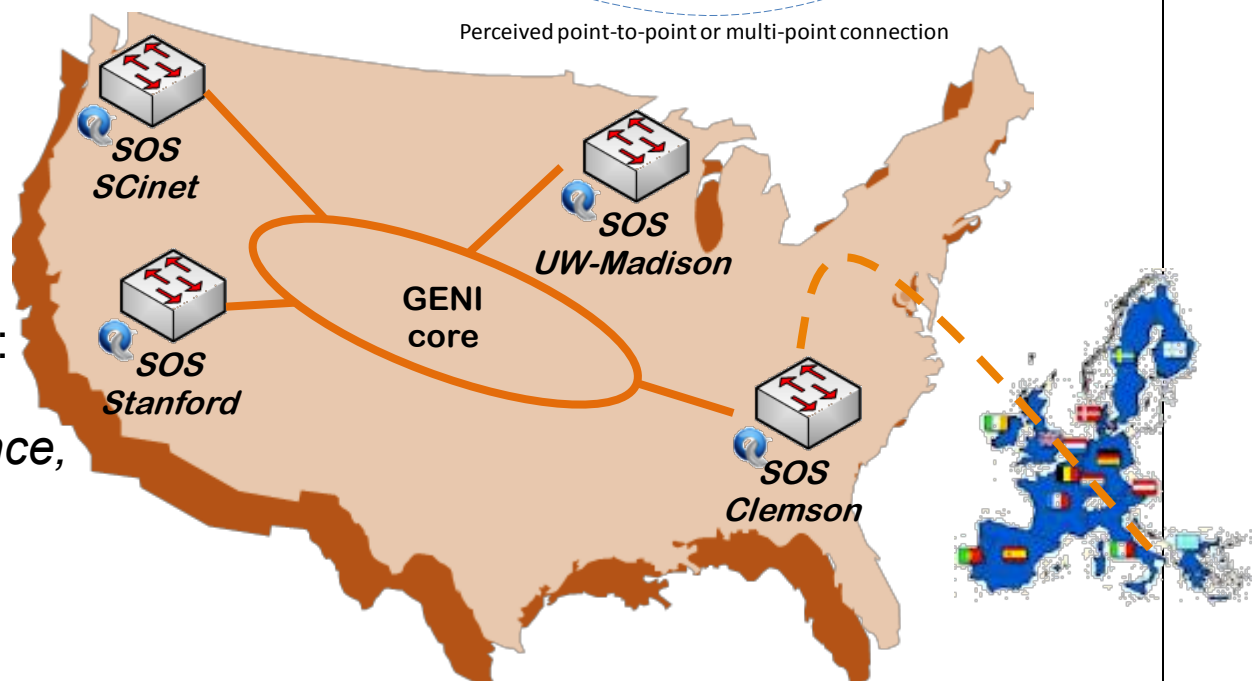 Perceived point-to-point or multi-point connection
SOS
SCinet
SOS
UW-Madison
GENI
core
:
SOS
Stanford
nce,
SOS
Clemson